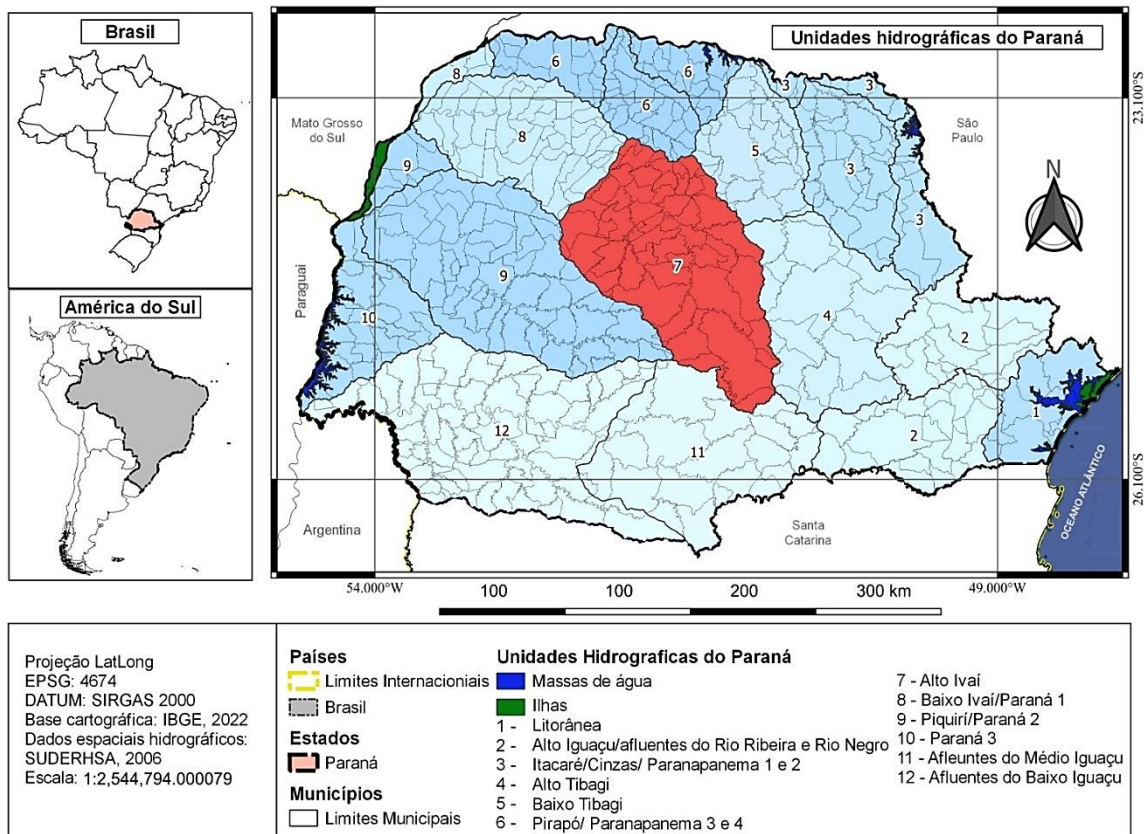 Brasil
América do Sul
Unidades hidrográficas do Paraná
Mato Grosso
do Sul
São
Paulo
Paraguai
Argentina
Santa
Catarina
OCEANO ATLÂNTICO
N
8
6
6
6
3
3
8
5
3
9
3
7
9
10
4
2
1
12
11
2
23.100°S
26.100°S
54.000°W
49.000°W
100
100
200
300 km
Projeção LatLong
EPSG: 4674
DATUM: SIRGAS 2000
Base cartográfica: IBGE, 2022
Dados espaciais hidrográficos:
SUDERHSA, 2006
Escala: 1:2,544,794.000079
Países
Limites Internacioniais
Brasil
Estados
Paraná
Municípios
Limites Municipais
Unidades Hidrograficas do Paraná
Massas de água
Ilhas
1 - Litorânea
2 - Alto Iguaçu/afluentes do Rio Ribeira e Rio Negro
3 - Itacaré/Cinzas/ Paranapanema 1 e 2
4 - Alto Tibagi
5 - Baixo Tibagi
6 - Pirapó/ Paranapanema 3 e 4
7 - Alto Ivaí
8 - Baixo Ivaí/Paraná 1
9 - Piquirí/Paraná 2
10 - Paraná 3
11 - Afleuntes do Médio Iguaçu
12 - Afluentes do Baixo Iguaçu